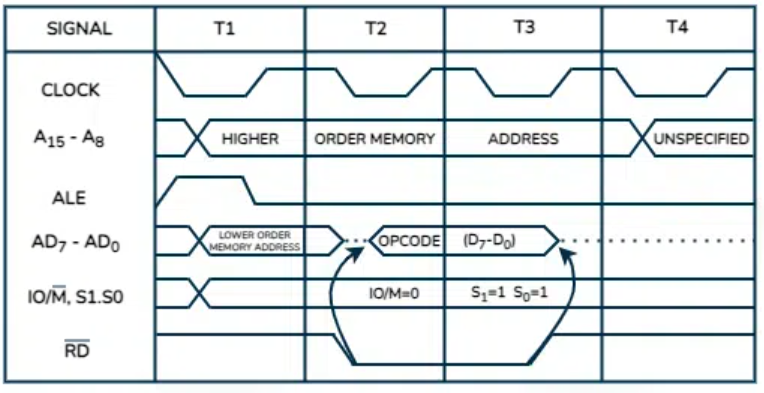 SIGNAL T1 T2 T3 T4
CLOCK
A₁₅ - A₈ HIGHER ORDER MEMORY ADDRESS UNSPECIFIED
ALE
AD₇ - AD₀ LOWER ORDER MEMORY ADDRESS OPCODE (D₇-D₀)
IO/M̅, S1.S0 IO/M=0 S₁=1 S₀=1
R̅D̅